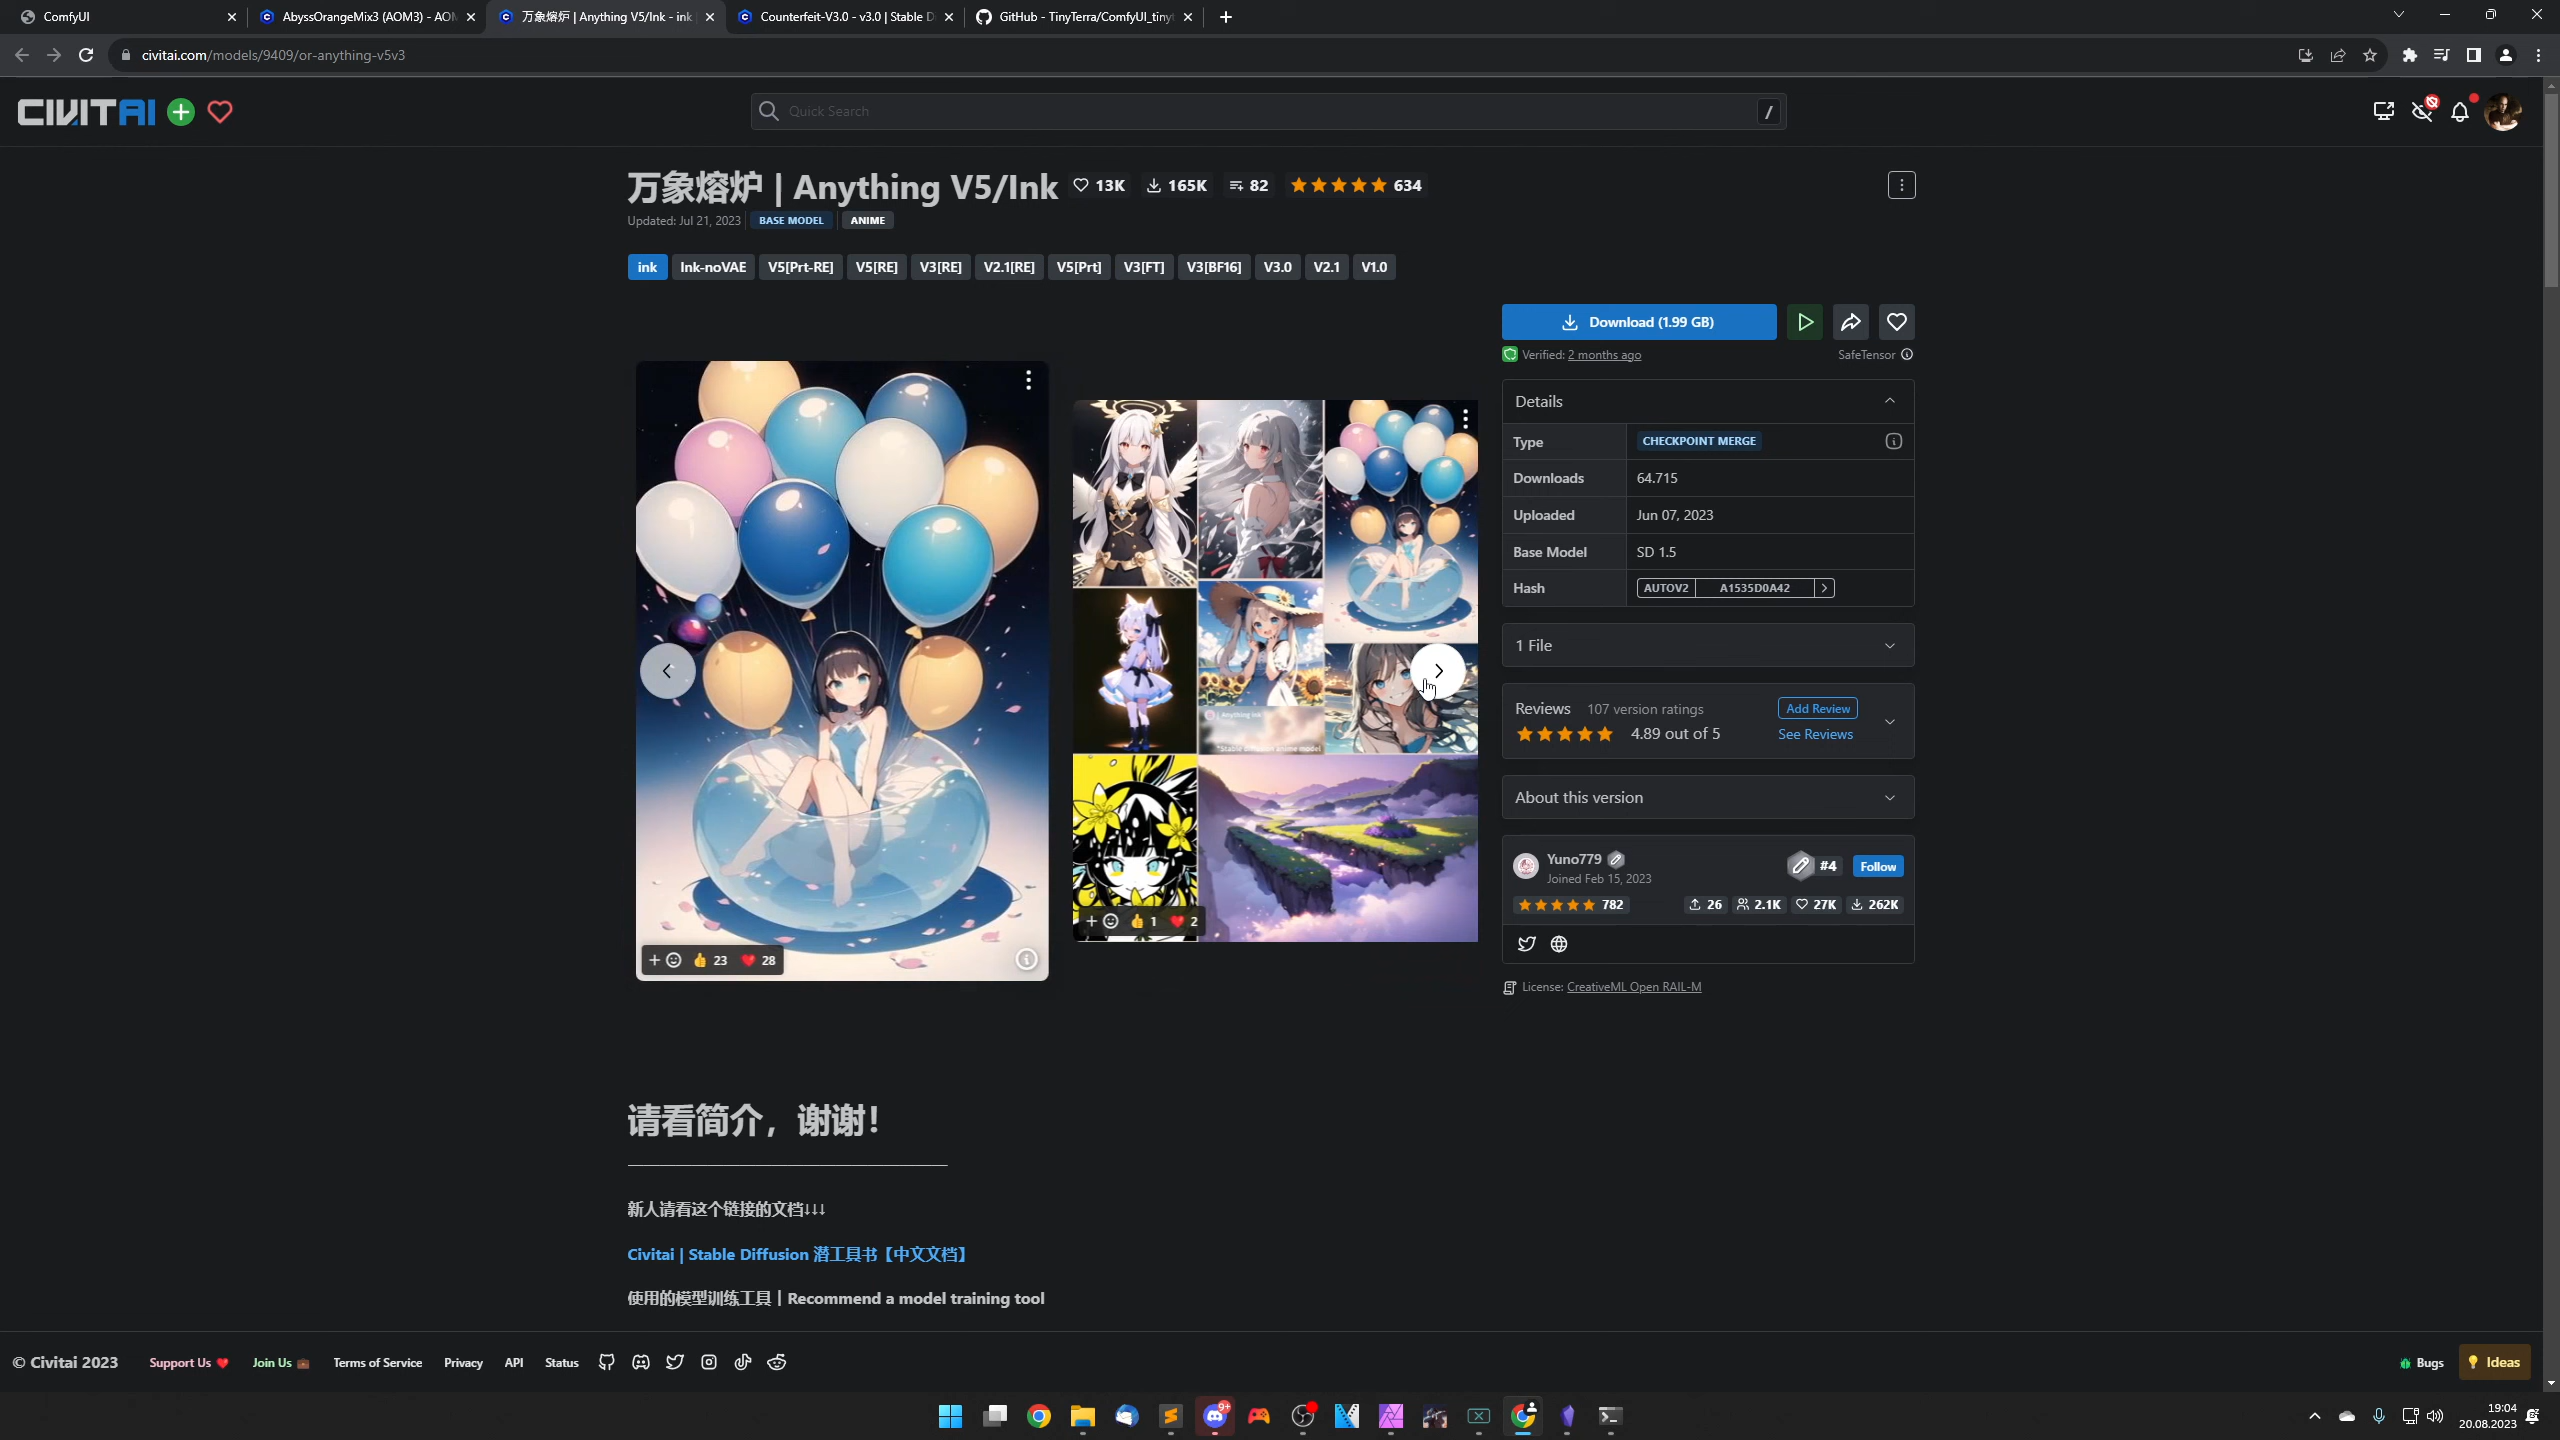 ComfyUI
AbyssOrangeMix3 (AOM3) - AOM
万象熔炉 | Anything V5/Ink - ink
Counterfeit-V3.0 - v3.0 | Stable D
GitHub - TinyTerra/ComfyUI_tinyt
civitai.com/models/9409/or-anything-v5v3
CIVITAI
Quick Search
/
万象熔炉 | Anything V5/Ink
13K
165K
82
634
Updated: Jul 21, 2023
BASE MODEL
ANIME
ink
Ink-noVAE
V5[Prt-RE]
V5[RE]
V3[RE]
V2.1[RE]
V5[Prt]
V3[FT]
V3[BF16]
V3.0
V2.1
V1.0
Download (1.99 GB)
Verified: 2 months ago
SafeTensor
Details
Type
CHECKPOINT MERGE
Downloads
64.715
Uploaded
Jun 07, 2023
Base Model
SD 1.5
Hash
AUTOV2
A1535D0A42
1 File
Reviews
107 version ratings
Add Review
4.89 out of 5
See Reviews
About this version
Yuno779
Joined Feb 15, 2023
#4
Follow
782
26
2.1K
27K
262K
License: CreativeML Open RAIL-M
| Anything Ink
*Stable diffusion anime model
1
2
23
28
请看简介，谢谢！
新人请看这个链接的文档↓↓↓
Civitai | Stable Diffusion 潜工具书【中文文档】
使用的模型训练工具 | Recommend a model training tool
© Civitai 2023
Support Us
Join Us
Terms of Service
Privacy
API
Status
Bugs
Ideas
9+
19:04
20.08.2023